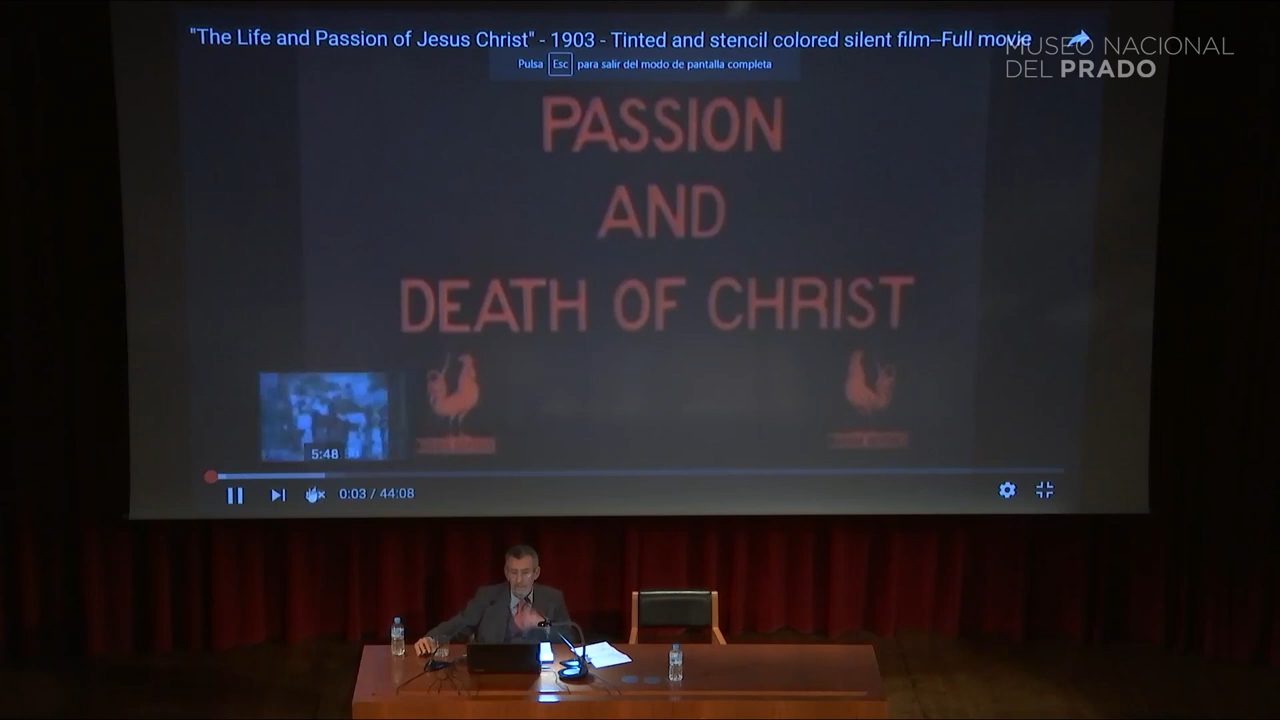 "The Life and Passion of Jesus Christ" - 1903 - Tinted and stencil colored silent film--Full movie
MUSEO NACIONAL
DEL PRADO
Pulsa Esc para salir del modo de pantalla completa
PASSION
AND
DEATH OF CHRIST
5:48
0:03 / 44:08